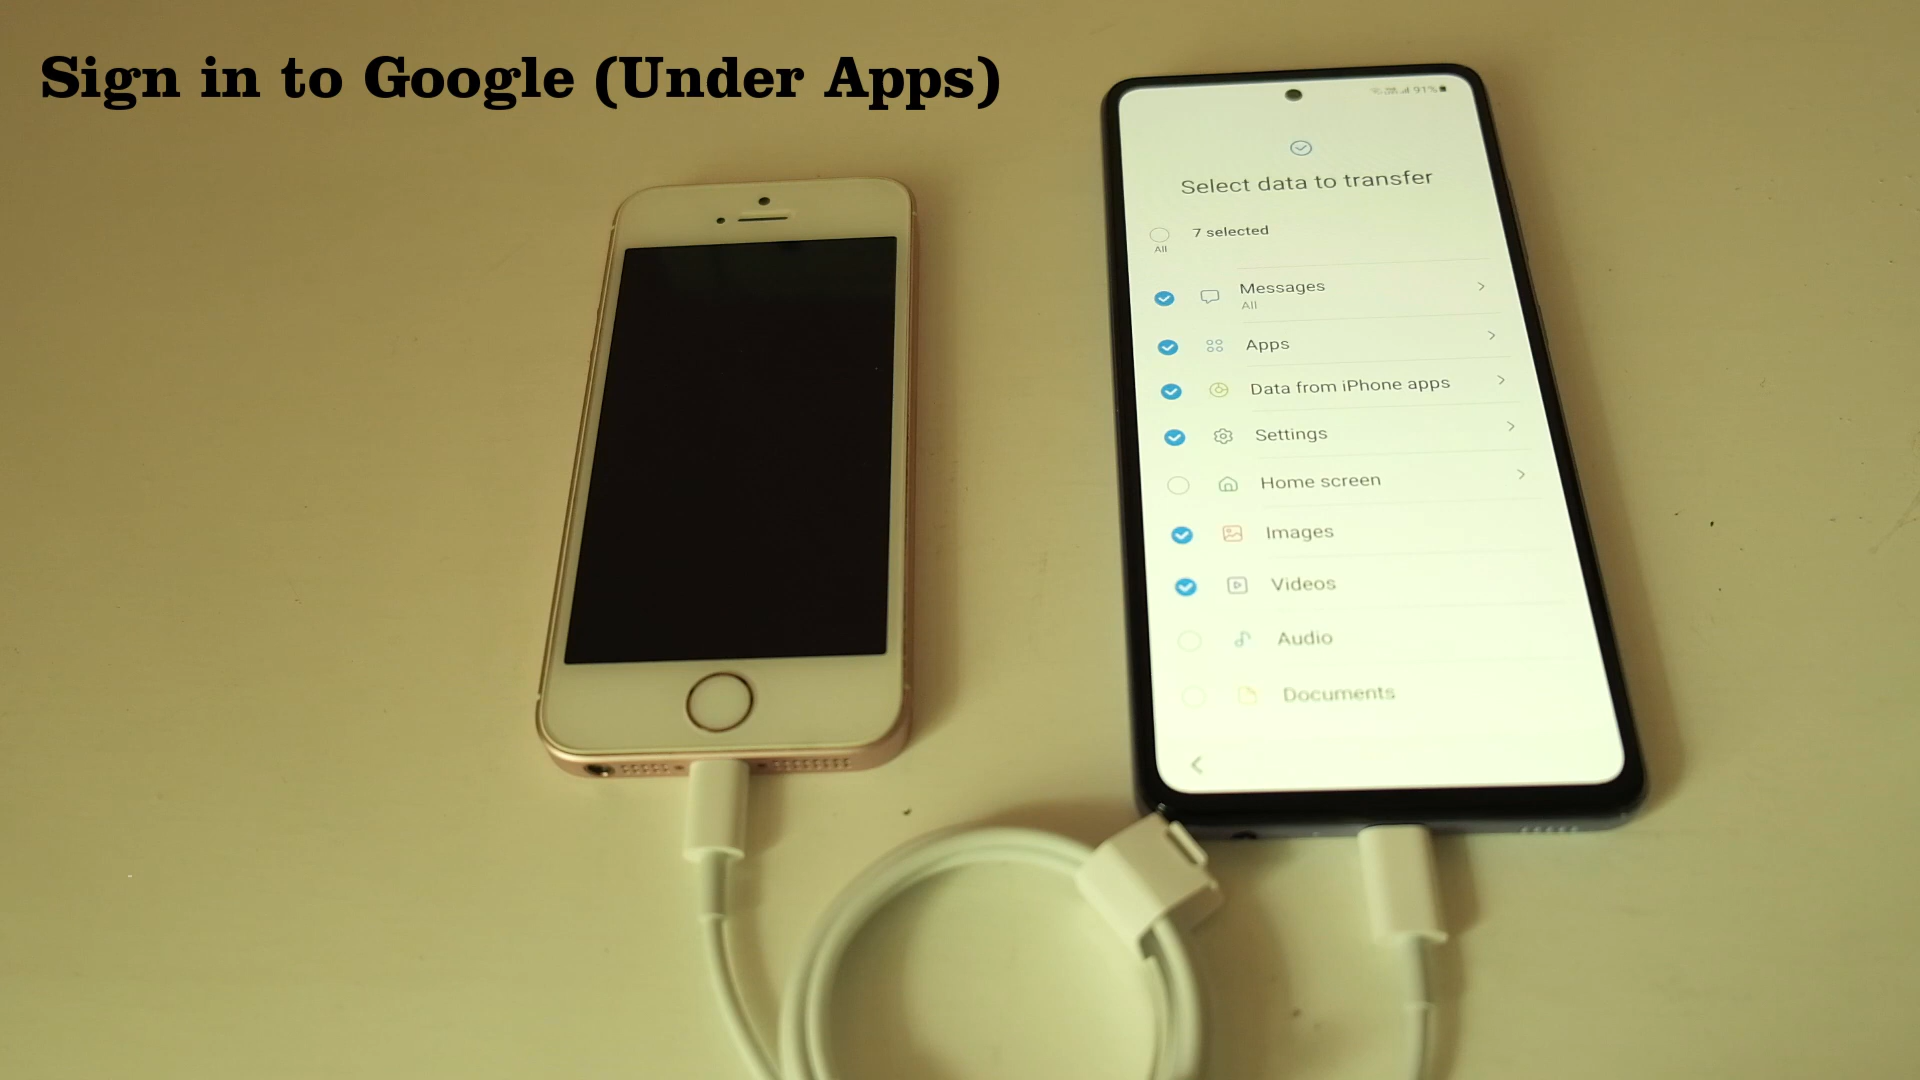 Sign in to Google (Under Apps)
91%
Select data to transfer
7 selected
All
Messages
All
Apps
Data from iPhone apps
Settings
Home screen
Images
Videos
Audio
Documents